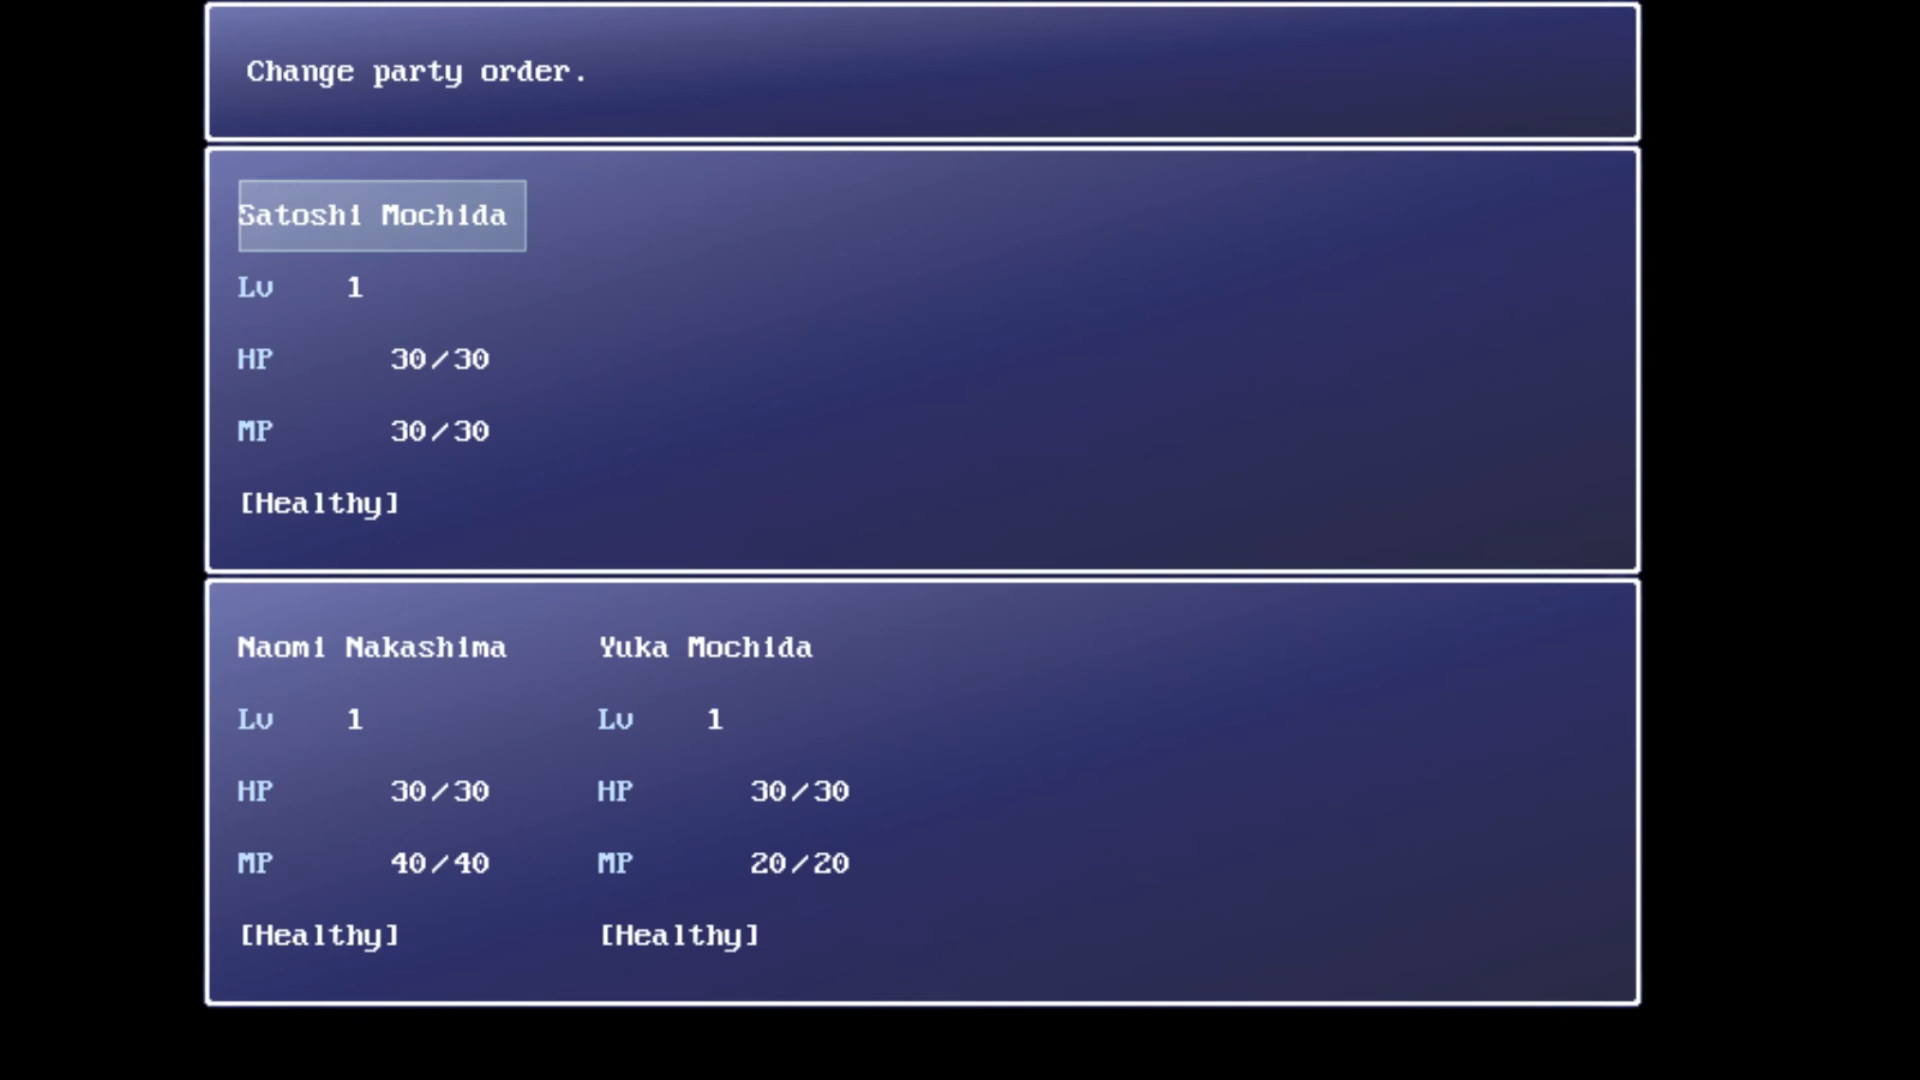 Change party order.
Satoshi Mochida
Lv 1
HP 30/30
MP 30/30
[Healthy]
Naomi Nakashima Yuka Mochida
Lv 1 Lv 1
HP 30/30 HP 30/30
MP 40/40 MP 20/20
[Healthy] [Healthy]